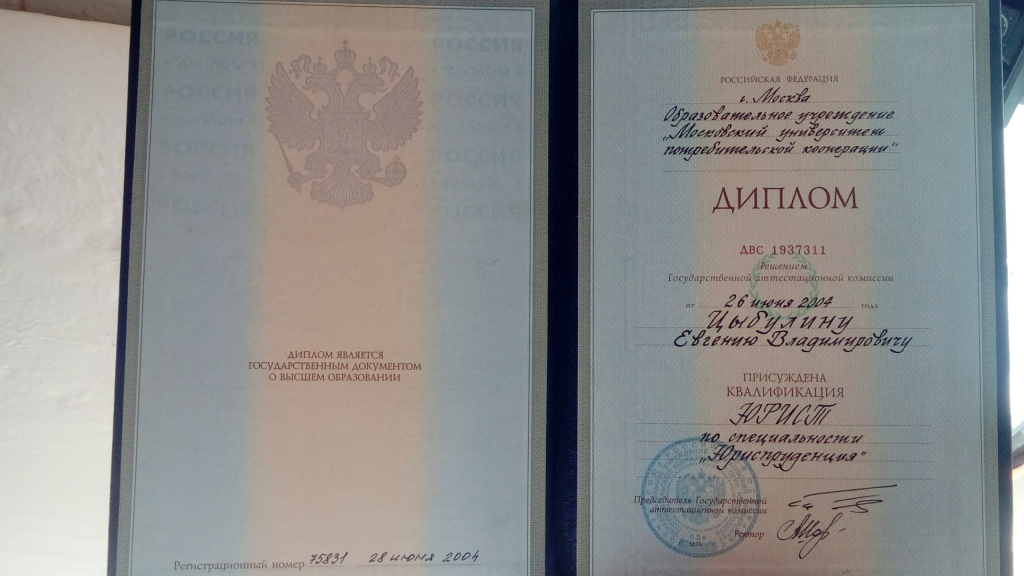 РОССИЯ РОССИЯ
РОССИЯ РОССИЯ
РОССИЯ РОССИЯ
РОССИЯ РОССИЯ
ДИПЛОМ ЯВЛЯЕТСЯ
ГОСУДАРСТВЕННЫМ ДОКУМЕНТОМ
О ВЫСШЕМ ОБРАЗОВАНИИ
Регистрационный номер 75831 28 июня 2004
РОССИЙСКАЯ ФЕДЕРАЦИЯ
г. Москва
Образовательное учреждение
„Московский университет
потребительской кооперации"
ДИПЛОМ
ДВС 1937311
Решением
Государственной аттестационной комиссии
от 26 июня 2004 года
Цыбулину
Евгению Владимировичу
ПРИСУЖДЕНА
КВАЛИФИКАЦИЯ
ЮРИСТ
по специальности
„Юриспруденция"
Председатель Государственной
аттестационной комиссии
Ректор
М.П.